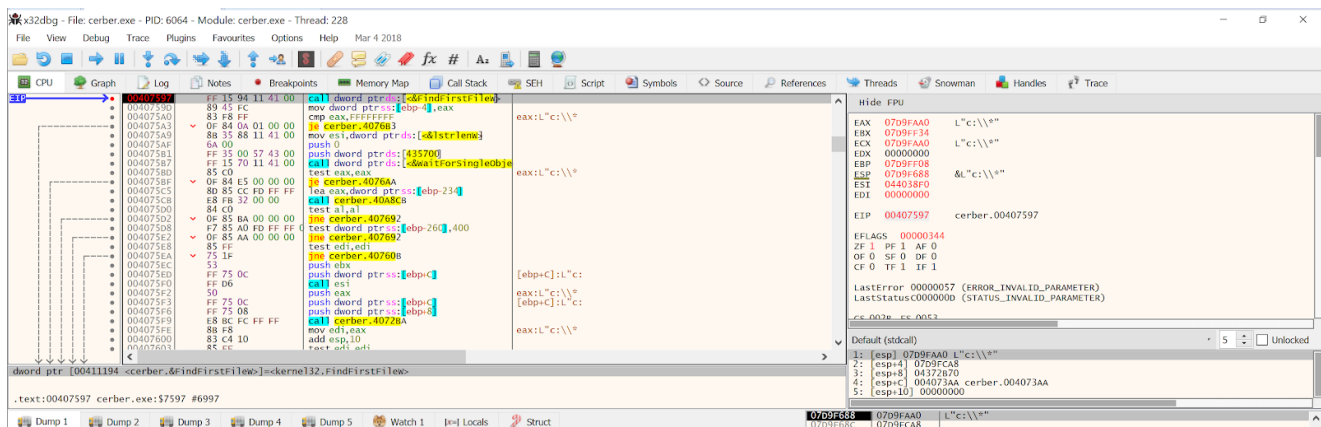 x32dbg - File: cerber.exe - PID: 6064 - Module: cerber.exe - Thread: 228
File View Debug Trace Plugins Favourites Options Help Mar 4 2018
CPU Graph Log Notes Breakpoints Memory Map Call Stack SEH Script Symbols Source References Threads Snowman Handles Trace
EIP 00407597 FF 15 94 11 41 00 call dword ptr ds:[<&FindFirstFileW>
0040759D 89 45 FC mov dword ptr ss:[ebp-4],eax
004075A0 83 F8 FF cmp eax,FFFFFFFF eax:L"c:\\*
004075A3 0F 84 0A 01 00 00 je cerber.4076B3
004075A9 8B 35 88 11 41 00 mov esi,dword ptr ds:[<&lstrlenW>
004075AF 6A 00 push 0
004075B1 FF 35 00 57 43 00 push dword ptr ds:[435700]
004075B7 FF 15 70 11 41 00 call dword ptr ds:[<&WaitForSingleObje
004075BD 85 C0 test eax,eax eax:L"c:\\*
004075BF 0F 84 E5 00 00 00 je cerber.4076AA
004075C5 8D 85 CC FD FF FF lea eax,dword ptr ss:[ebp-234]
004075CB E8 FB 32 00 00 call cerber.40A8CB
004075D0 84 C0 test al,al
004075D2 0F 85 BA 00 00 00 jne cerber.407692
004075D8 F7 85 A0 FD FF FF 0 test dword ptr ss:[ebp-260],400
004075E2 0F 85 AA 00 00 00 jne cerber.407692
004075E8 85 FF test edi,edi
004075EA 75 1F jne cerber.40760B
004075EC 53 push ebx
004075ED FF 75 0C push dword ptr ss:[ebp+C] [ebp+C]:L"c:
004075F0 FF D6 call esi
004075F2 50 push eax eax:L"c:\\*
004075F3 FF 75 0C push dword ptr ss:[ebp+C] [ebp+C]:L"c:
004075F6 FF 75 08 push dword ptr ss:[ebp+8]
004075F9 E8 BC FC FF FF call cerber.4072BA
004075FE 8B F8 mov edi,eax eax:L"c:\\*
00407600 83 C4 10 add esp,10
00407603 85 FF test edi,edi
dword ptr [00411194 <cerber.&FindFirstFileW>]=<kernel32.FindFirstFileW>
.text:00407597 cerber.exe:$7597 #6997
Hide FPU
EAX 07D9FAA0 L"c:\\*"
EBX 07D9FF34
ECX 07D9FAA0 L"c:\\*"
EDX 00000000
EBP 07D9FF08
ESP 07D9F688 &L"c:\\*"
ESI 044038F0
EDI 00000000
EIP 00407597 cerber.00407597
EFLAGS 00000344
ZF 1 PF 1 AF 0
OF 0 SF 0 DF 0
CF 0 TF 1 IF 1
LastError 00000057 (ERROR_INVALID_PARAMETER)
LastStatus C000000D (STATUS_INVALID_PARAMETER)
CS 002B FS 0053
Default (stdcall) 5 Unlocked
1: [esp] 07D9FAA0 L"c:\\*"
2: [esp+4] 07D9FCA8
3: [esp+8] 04372B70
4: [esp+C] 004073AA cerber.004073AA
5: [esp+10] 00000000
Dump 1 Dump 2 Dump 3 Dump 4 Dump 5 Watch 1 Locals Struct
07D9F688 07D9FAA0 L"c:\\*"
07D9F68C 07D9FCA8